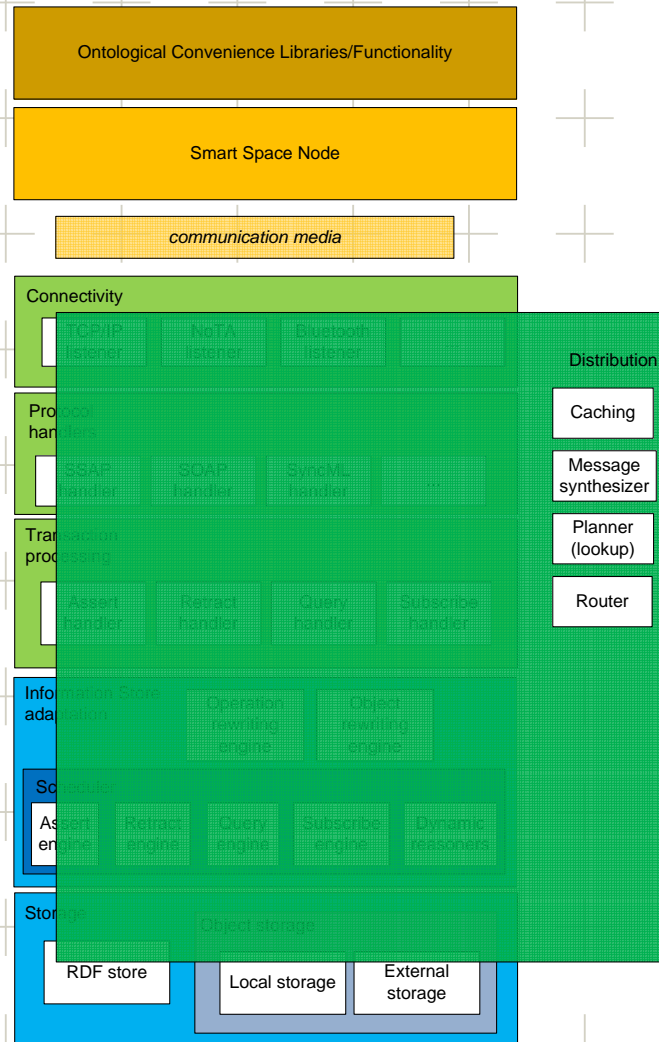 Ontological Convenience Libraries/Functionality
Smart Space Node
communication media
Connectivity
TCP/IP
listener
NoTA
listener
Bluetooth
listener
...
Distribution
Caching
Message
synthesizer
Planner
(lookup)
Router
Protocol
handlers
SSAP
handler
SOAP
handler
SyncML
handler
...
Transaction
processing
Assert
handler
Retract
handler
Query
handler
Subscribe
handler
Information Store
adaptation
Operation
rewriting
engine
Object
rewriting
engine
Scheduler
Assert
engine
Retract
engine
Query
engine
Subscribe
engine
Dynamic
reasoners
Storage
Object storage
RDF store
Local storage
External
storage